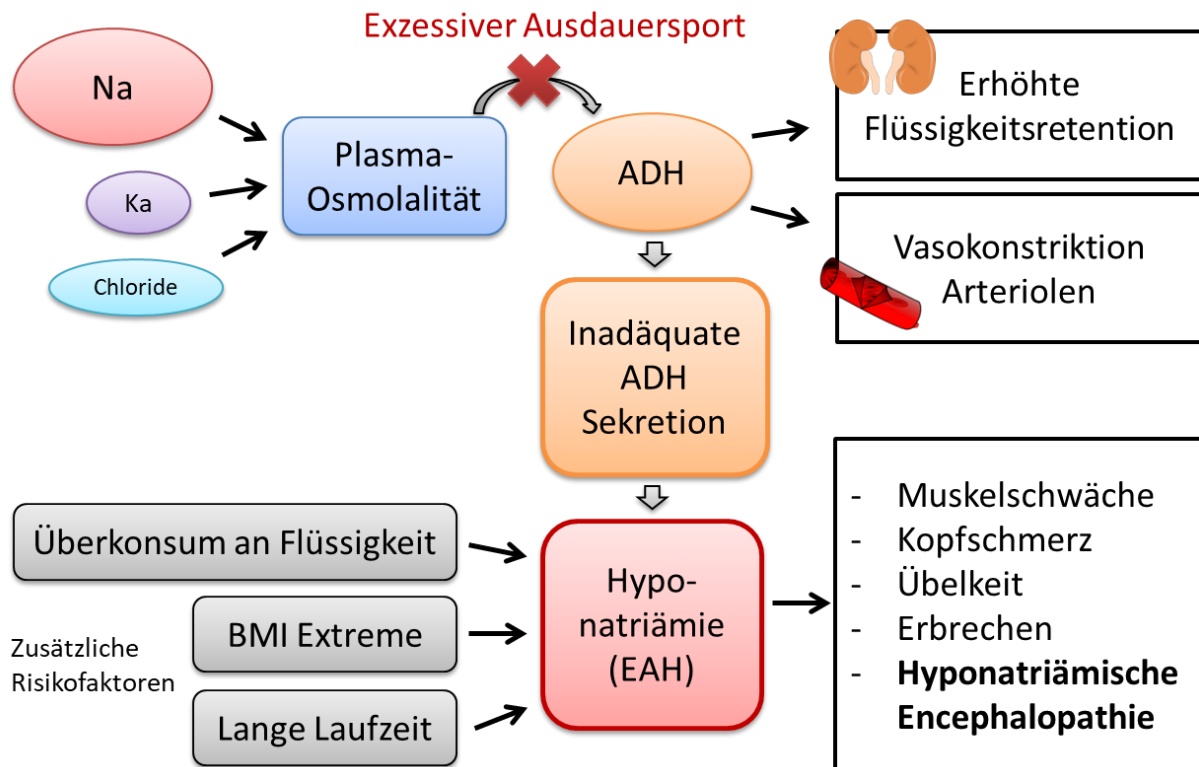 Exzessiver Ausdauersport
Na
Ka
Chloride
Plasma-
Osmolalität
ADH
Erhöhte
Flüssigkeitsretention
Vasokonstriktion
Arteriolen
Inadäquate
ADH
Sekretion
Überkonsum an Flüssigkeit
BMI Extreme
Lange Laufzeit
Zusätzliche
Risikofaktoren
Hypo-
natriämie
(EAH)
- Muskelschwäche
- Kopfschmerz
- Übelkeit
- Erbrechen
- Hyponatriämische
Encephalopathie